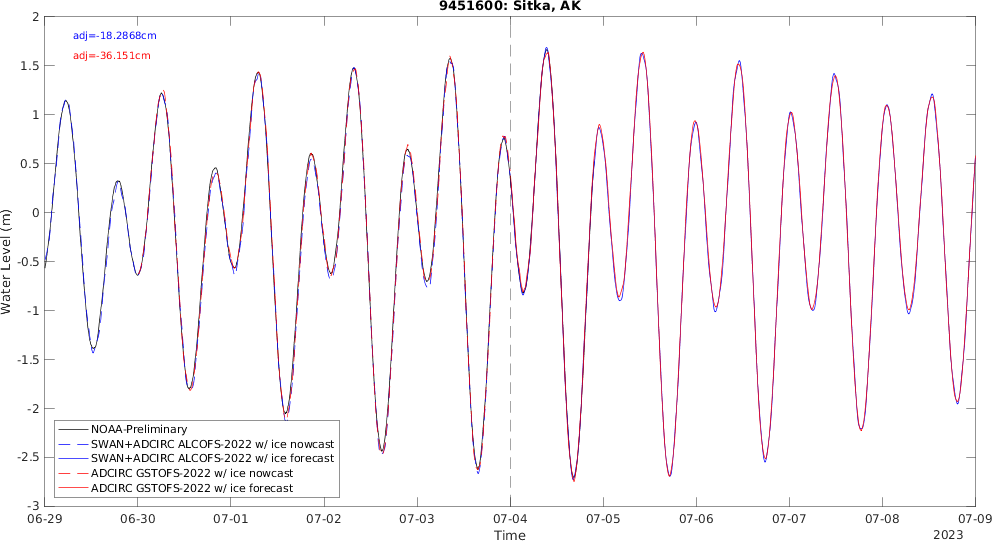 9451600: Sitka, AK
adj=-18.2868cm
adj=-36.151cm
Water Level (m)
2
1.5
1
0.5
0
-0.5
-1
-1.5
-2
-2.5
-3
NOAA-Preliminary
SWAN+ADCIRC ALCOFS-2022 w/ ice nowcast
SWAN+ADCIRC ALCOFS-2022 w/ ice forecast
ADCIRC GSTOFS-2022 w/ ice nowcast
ADCIRC GSTOFS-2022 w/ ice forecast
06-29 06-30 07-01 07-02 07-03 07-04 07-05 07-06 07-07 07-08 07-09
Time
2023